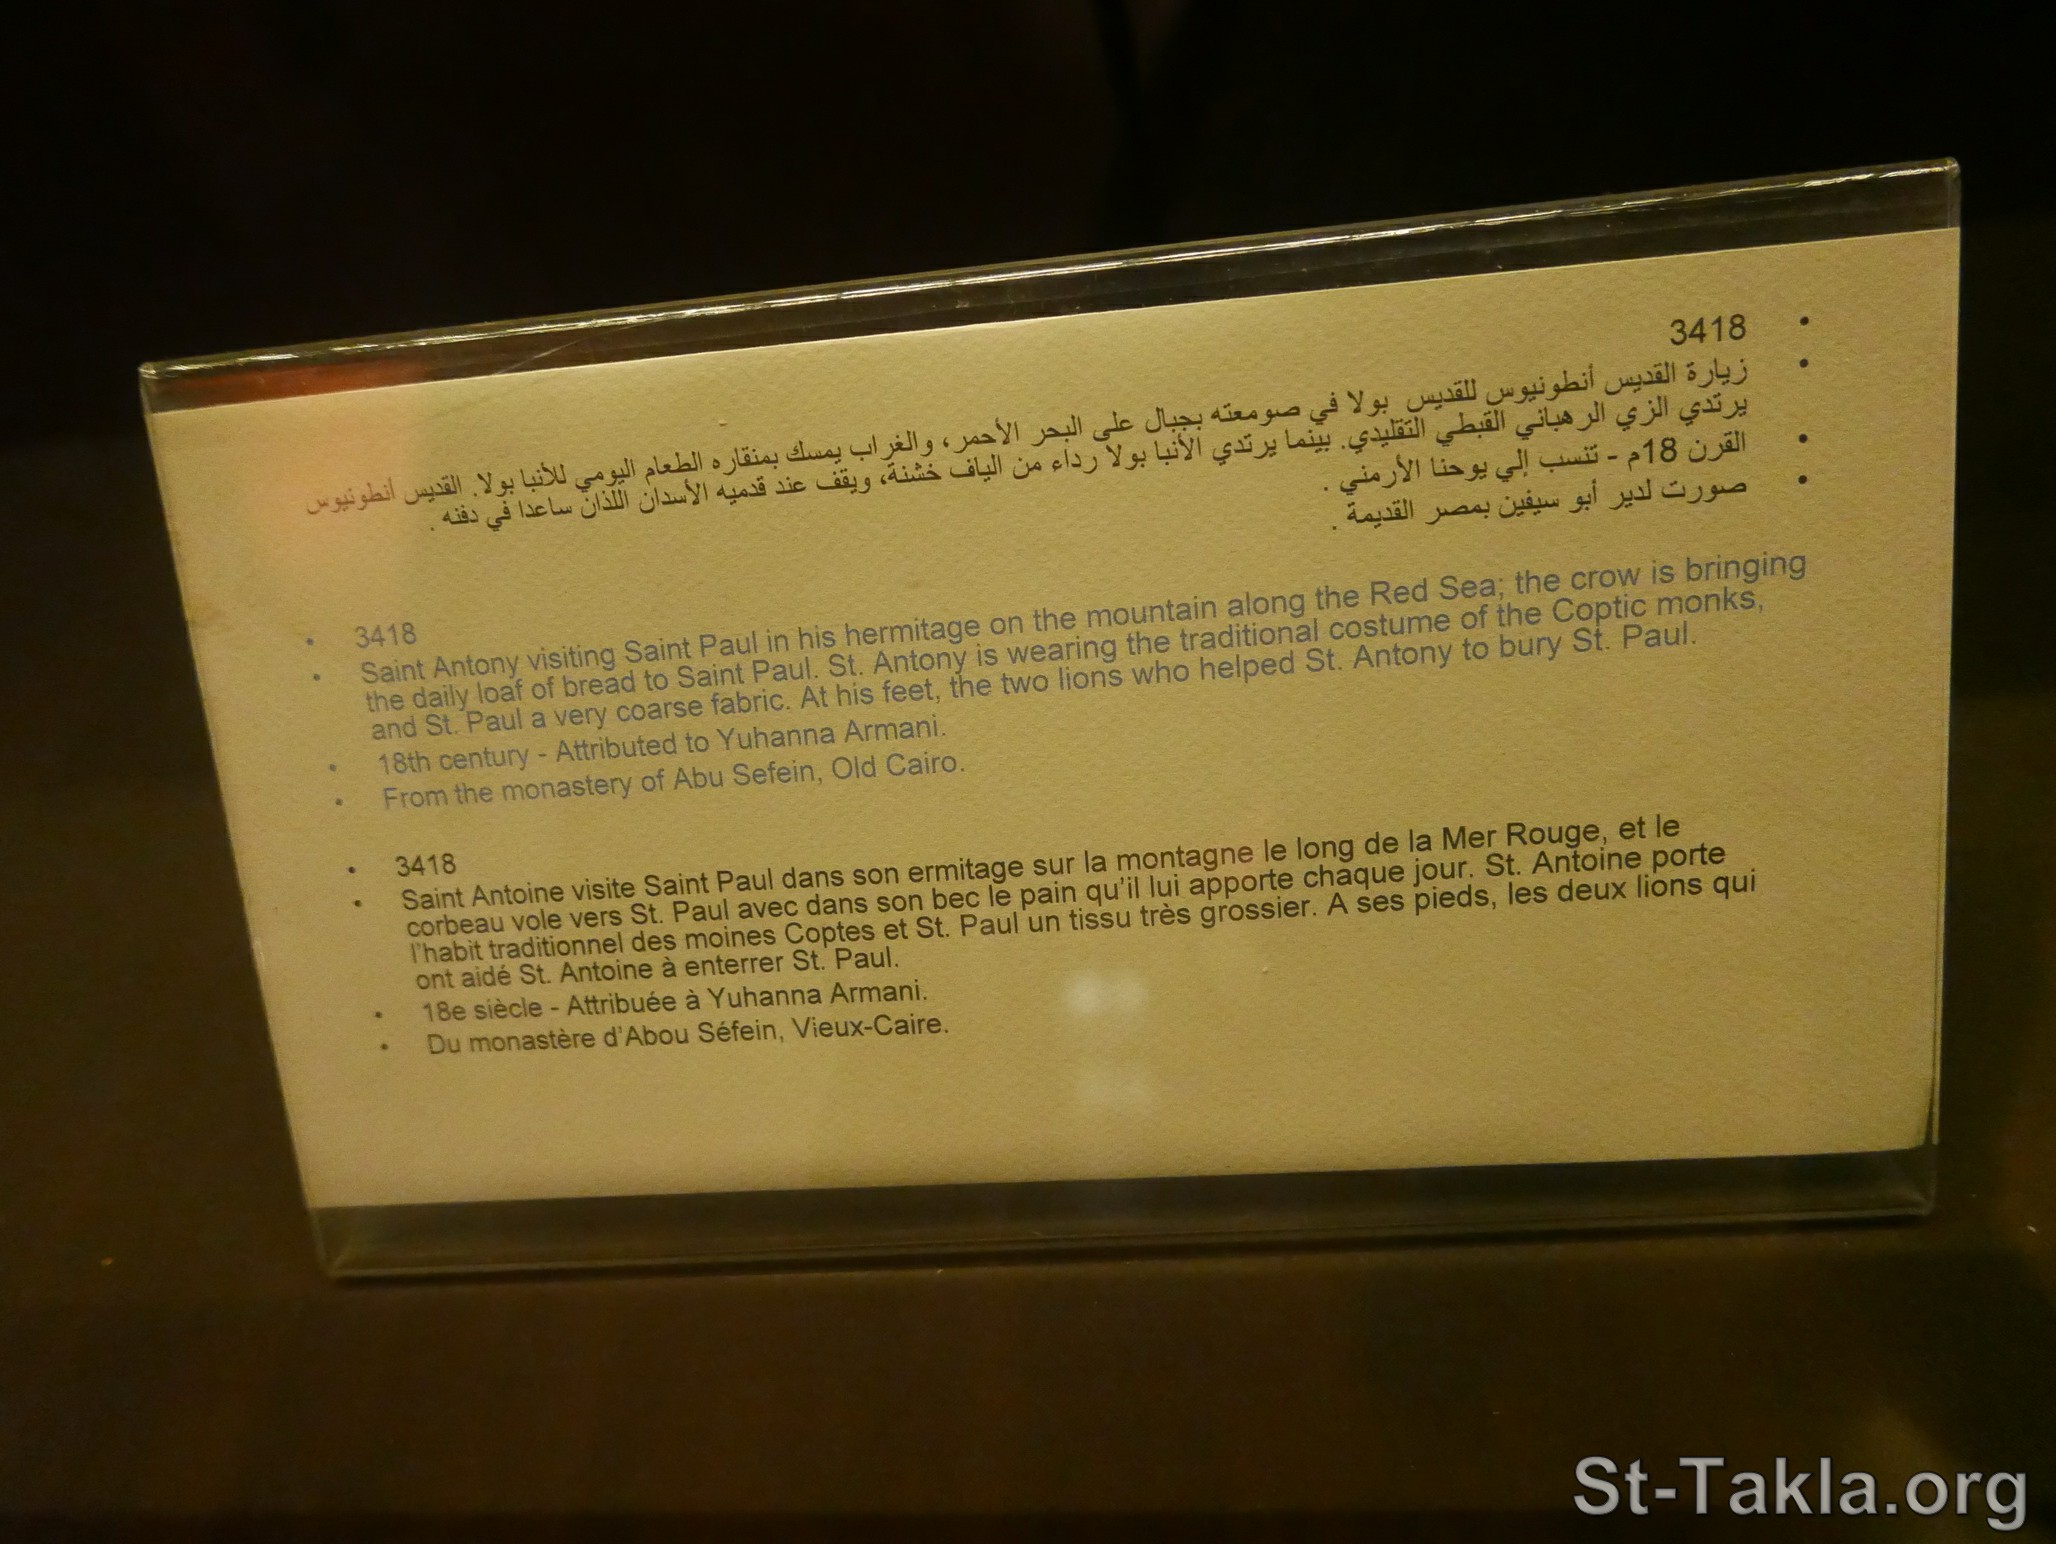 3418 •
• زيارة القديس أنطونيوس للقديس بولا في صومعته بجبال على البحر الأحمر، والغراب يمسك بمنقاره الطعام اليومي للأنبا بولا. القديس أنطونيوس
يرتدي الزي الرهباني القبطي التقليدي. بينما يرتدي الأنبا بولا رداء من الياف خشنة، ويقف عند قدميه الأسدان اللذان ساعدا في دفنه .
• القرن 18م - تنسب إلي يوحنا الأرمني .
• صورت لدير أبو سيفين بمصر القديمة .
• 3418
• Saint Antony visiting Saint Paul in his hermitage on the mountain along the Red Sea; the crow is bringing
the daily loaf of bread to Saint Paul. St. Antony is wearing the traditional costume of the Coptic monks,
and St. Paul a very coarse fabric. At his feet, the two lions who helped St. Antony to bury St. Paul.
• 18th century - Attributed to Yuhanna Armani.
• From the monastery of Abu Sefein, Old Cairo.
• 3418
• Saint Antoine visite Saint Paul dans son ermitage sur la montagne le long de la Mer Rouge, et le
corbeau vole vers St. Paul avec dans son bec le pain qu'il lui apporte chaque jour. St. Antoine porte
l'habit traditionnel des moines Coptes et St. Paul un tissu très grossier. A ses pieds, les deux lions qui
ont aidé St. Antoine à enterrer St. Paul.
• 18e siècle - Attribuée à Yuhanna Armani.
• Du monastère d'Abou Séfein, Vieux-Caire.
St-Takla.org